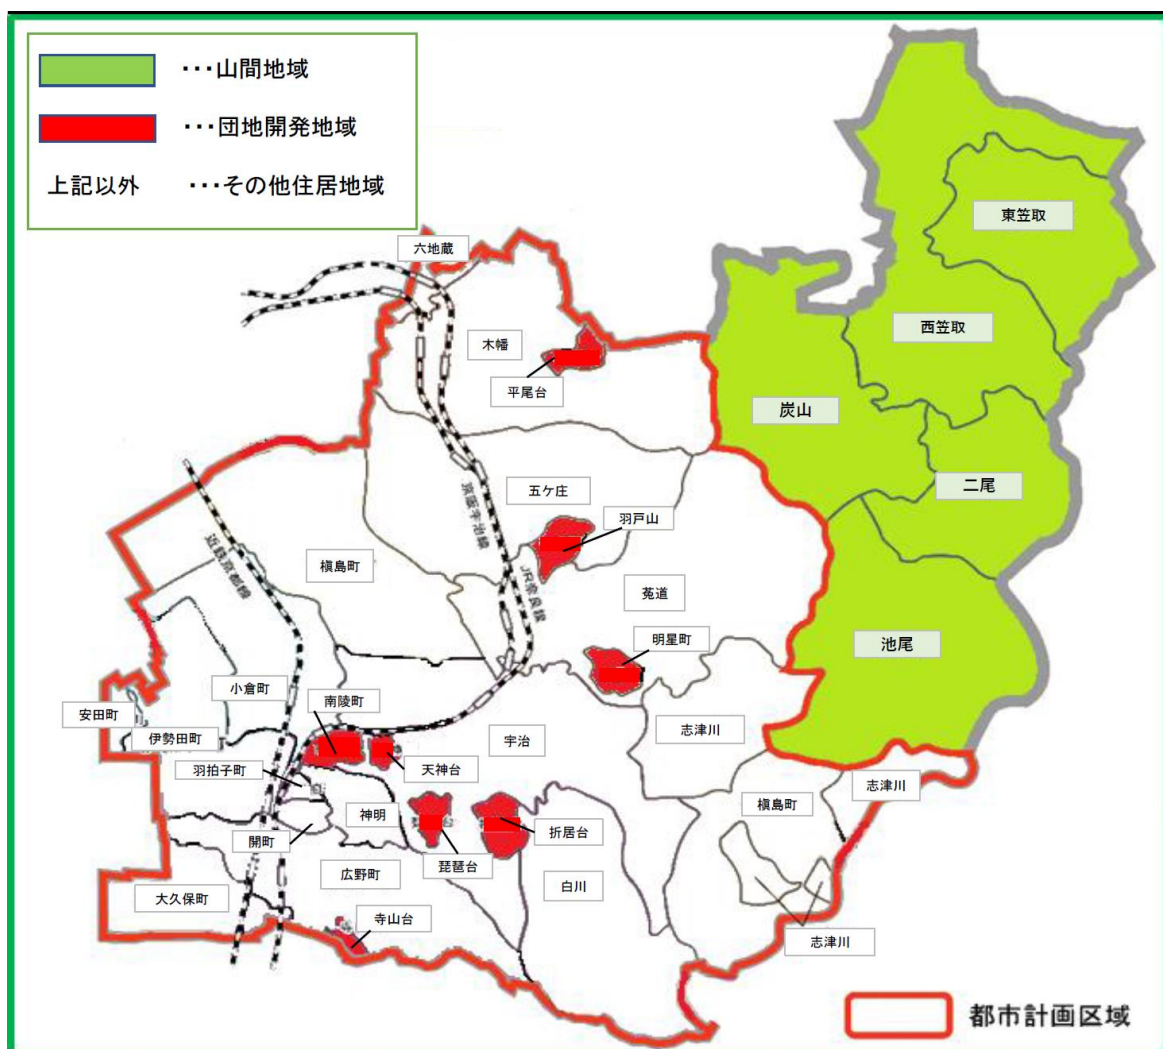 ・・・山間地域
・・・団地開発地域
上記以外 ・・・その他住居地域
東笠取
六地蔵
西笠取
木幡
平尾台
炭山
二尾
五ケ庄
京阪宇治線
羽戸山
近鉄京都線
槇島町
JR奈良線
菟道
明星町
池尾
小倉町
南陵町
安田町
伊勢田町
宇治
志津川
羽拍子町
天神台
志津川
槇島町
神明
折居台
開町
琵琶台
広野町
白川
大久保町
寺山台
志津川
都市計画区域